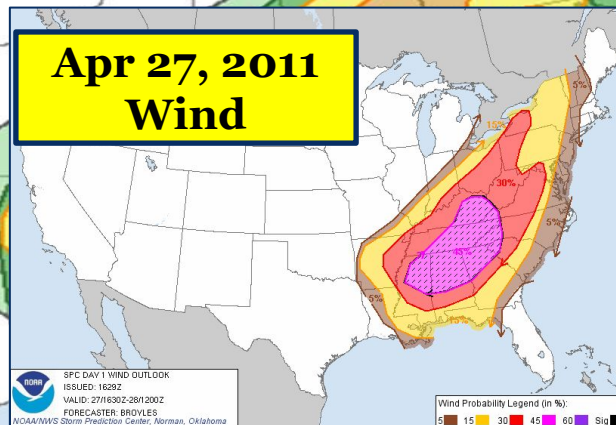 Apr 27, 2011
Wind
5%
15%
30%
5%
45%
5%
15%
NOAA
SPC DAY 1 WIND OUTLOOK
ISSUED: 1629Z
VALID: 27/1630Z-28/1200Z
FORECASTER: BROYLES
NOAA/NWS Storm Prediction Center, Norman, Oklahoma
Wind Probability Legend (in %):
5 15 30 45 60 Sig